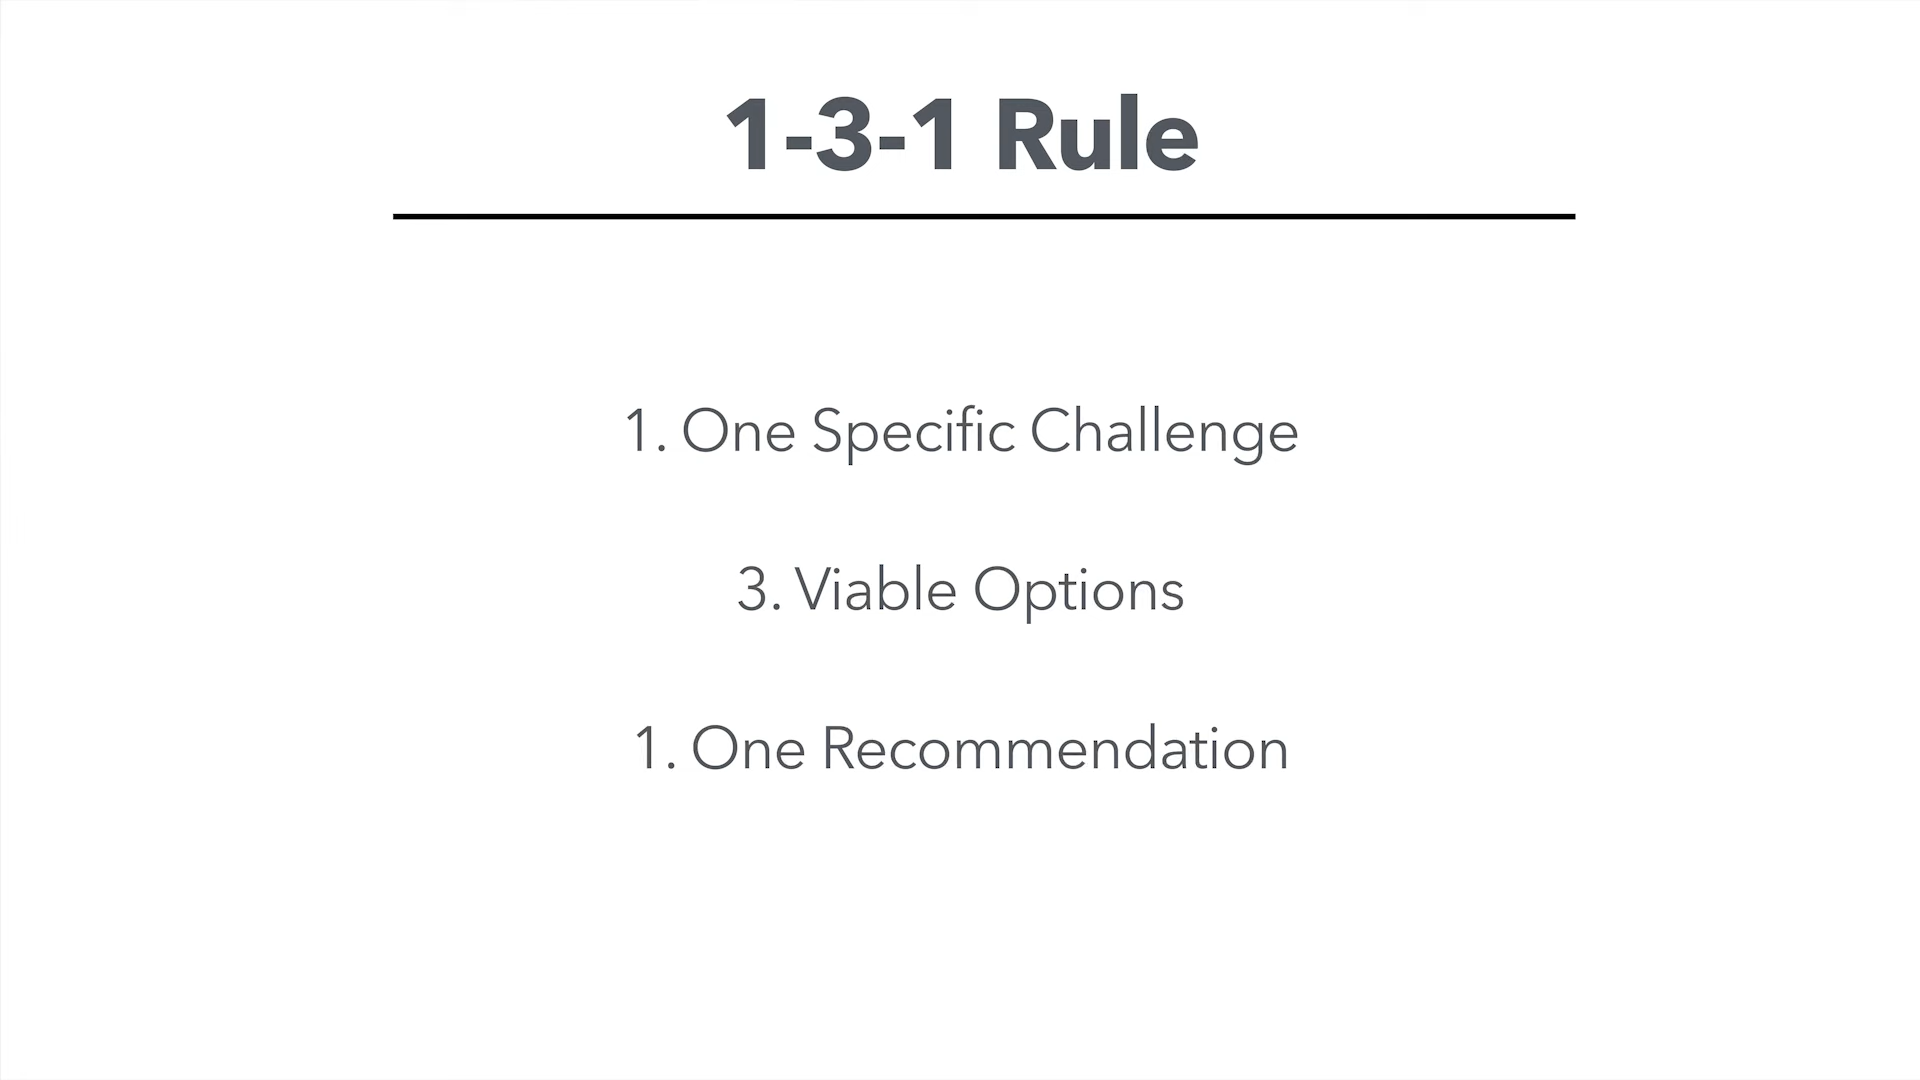 1-3-1 Rule
1. One Specific Challenge
3. Viable Options
1. One Recommendation